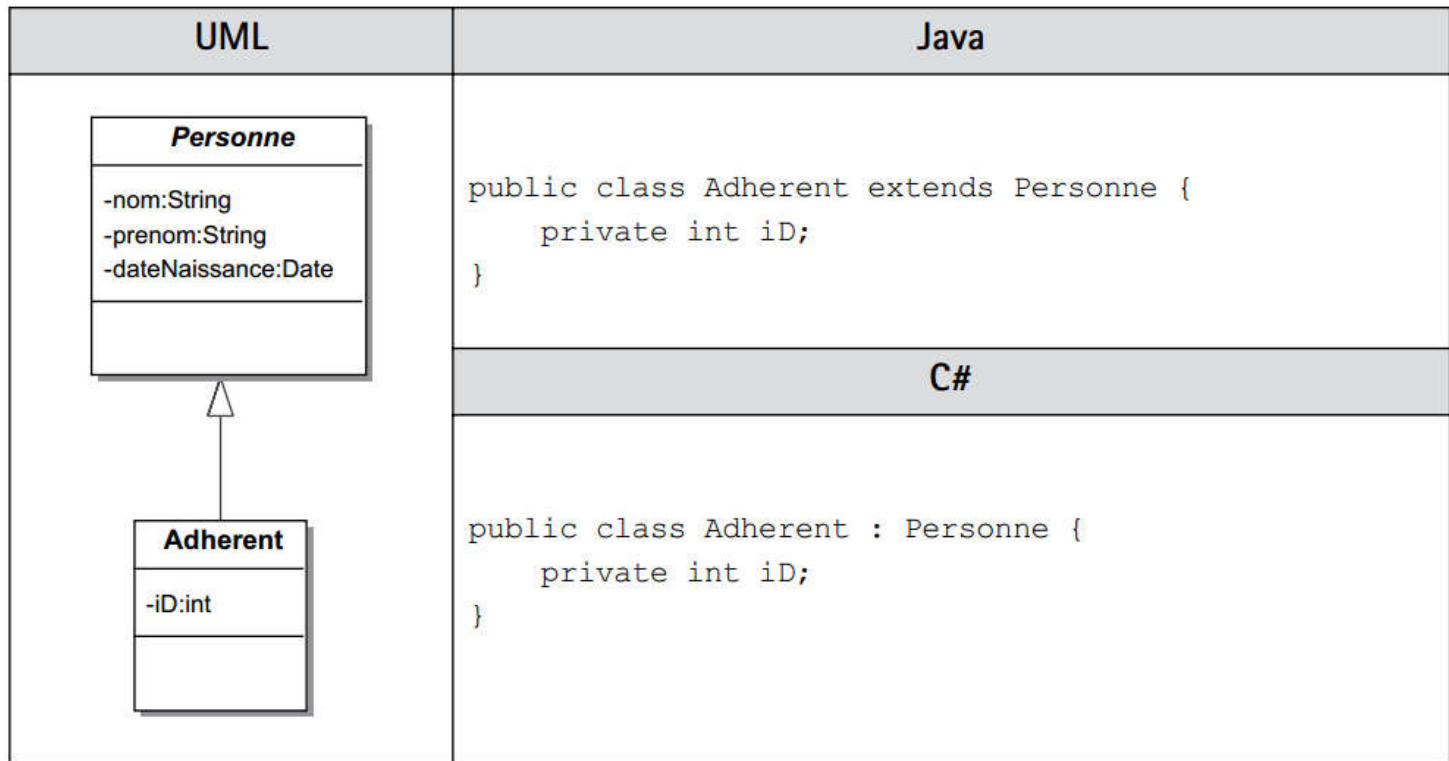 UML
Java
Personne
-nom:String
-prenom:String
-dateNaissance:Date
Adherent
-iD:int
public class Adherent extends Personne {
    private int iD;
}
C#
public class Adherent : Personne {
    private int iD;
}